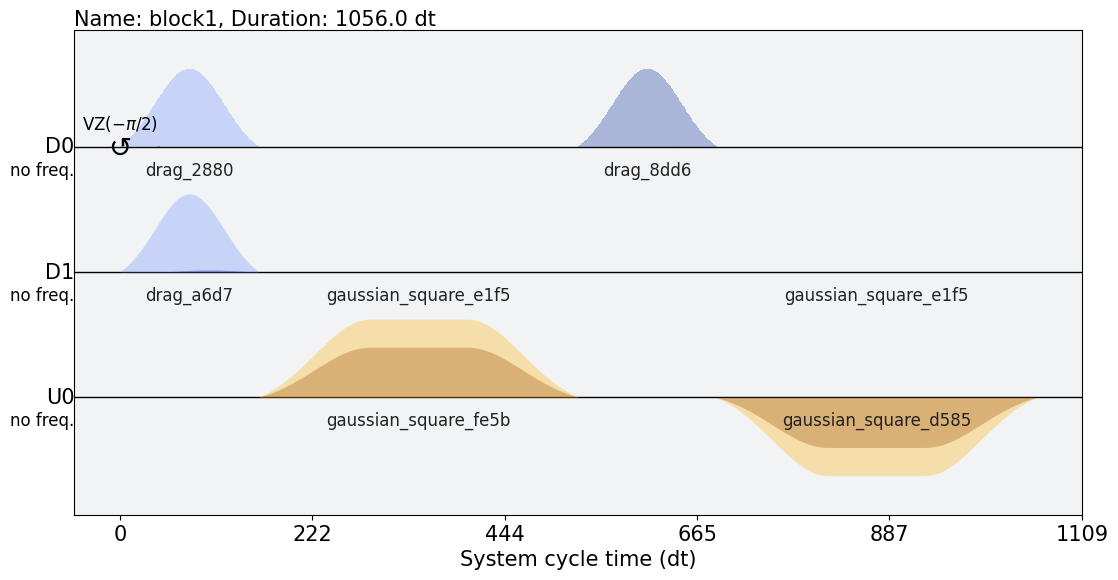 Name: block1, Duration: 1056.0 dt
VZ(−π/2)
↺
D0
no freq. drag_2880 drag_8dd6
D1
no freq. drag_a6d7 gaussian_square_e1f5 gaussian_square_e1f5
U0
no freq. gaussian_square_fe5b gaussian_square_d585
0 222 444 665 887 1109
System cycle time (dt)